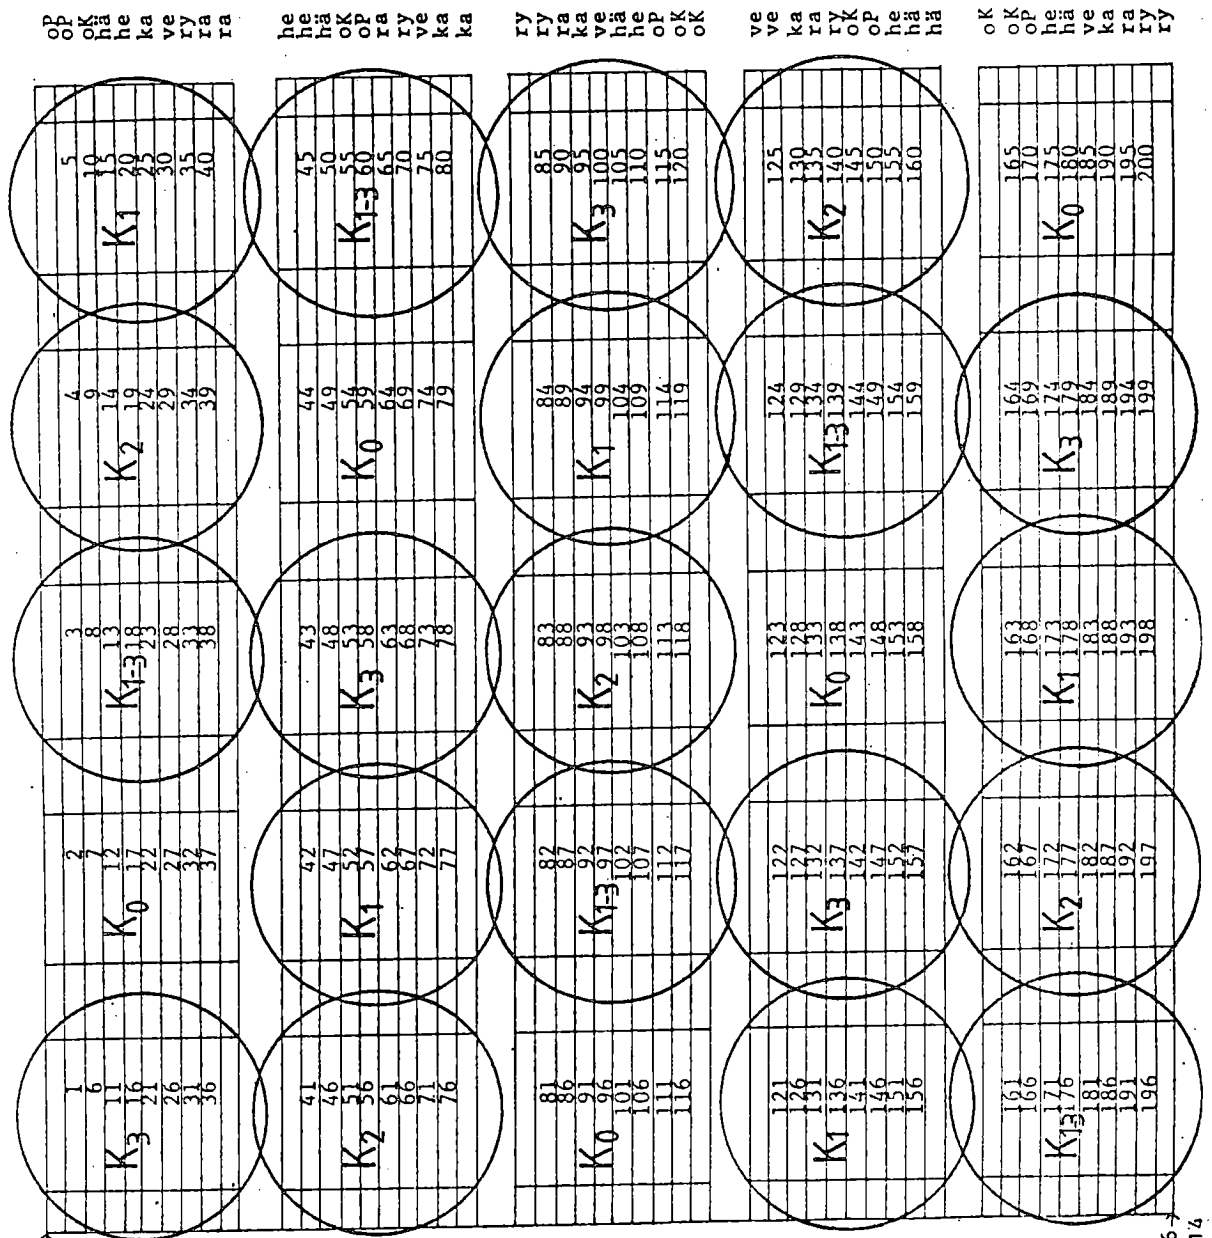 oP
1 2 3 4 5 oP
6 7 8 9 10 oK
11 12 13 14 15 hä
K3 K0 K1-3 K2 K1
16 17 18 19 20 he
21 22 23 24 25 ka
26 27 28 29 30 ve
31 32 33 34 35 ry
36 37 38 39 40 ra
ra
he
41 42 43 44 45 he
46 47 48 49 50 hä
51 52 53 54 55 oK
K2 K1 K3 K0 K1-3
56 57 58 59 60 oP
61 62 63 64 65 ra
66 67 68 69 70 ry
71 72 73 74 75 ve
76 77 78 79 80 ka
ka
ry
81 82 83 84 85 ry
86 87 88 89 90 ra
91 92 93 94 95 ka
K0 K1-3 K2 K1 K3
96 97 98 99 100 ve
101 102 103 104 105 hä
106 107 108 109 110 he
111 112 113 114 115 oP
116 117 118 119 120 oK
oK
ve
121 122 123 124 125 ve
126 127 128 129 130 ka
131 132 133 134 135 ra
K1 K3 K0 K1-3 K2
136 137 138 139 140 ry
141 142 143 144 145 oK
146 147 148 149 150 oP
151 152 153 154 155 he
156 157 158 159 160 hä
hä
oK
161 162 163 164 165 oK
166 167 168 169 170 oP
171 172 173 174 175 he
K1-3 K2 K1 K3 K0
176 177 178 179 180 hä
181 182 183 184 185 ve
186 187 188 189 190 ka
191 192 193 194 195 ra
196 197 198 199 200 ry
ry
6
14